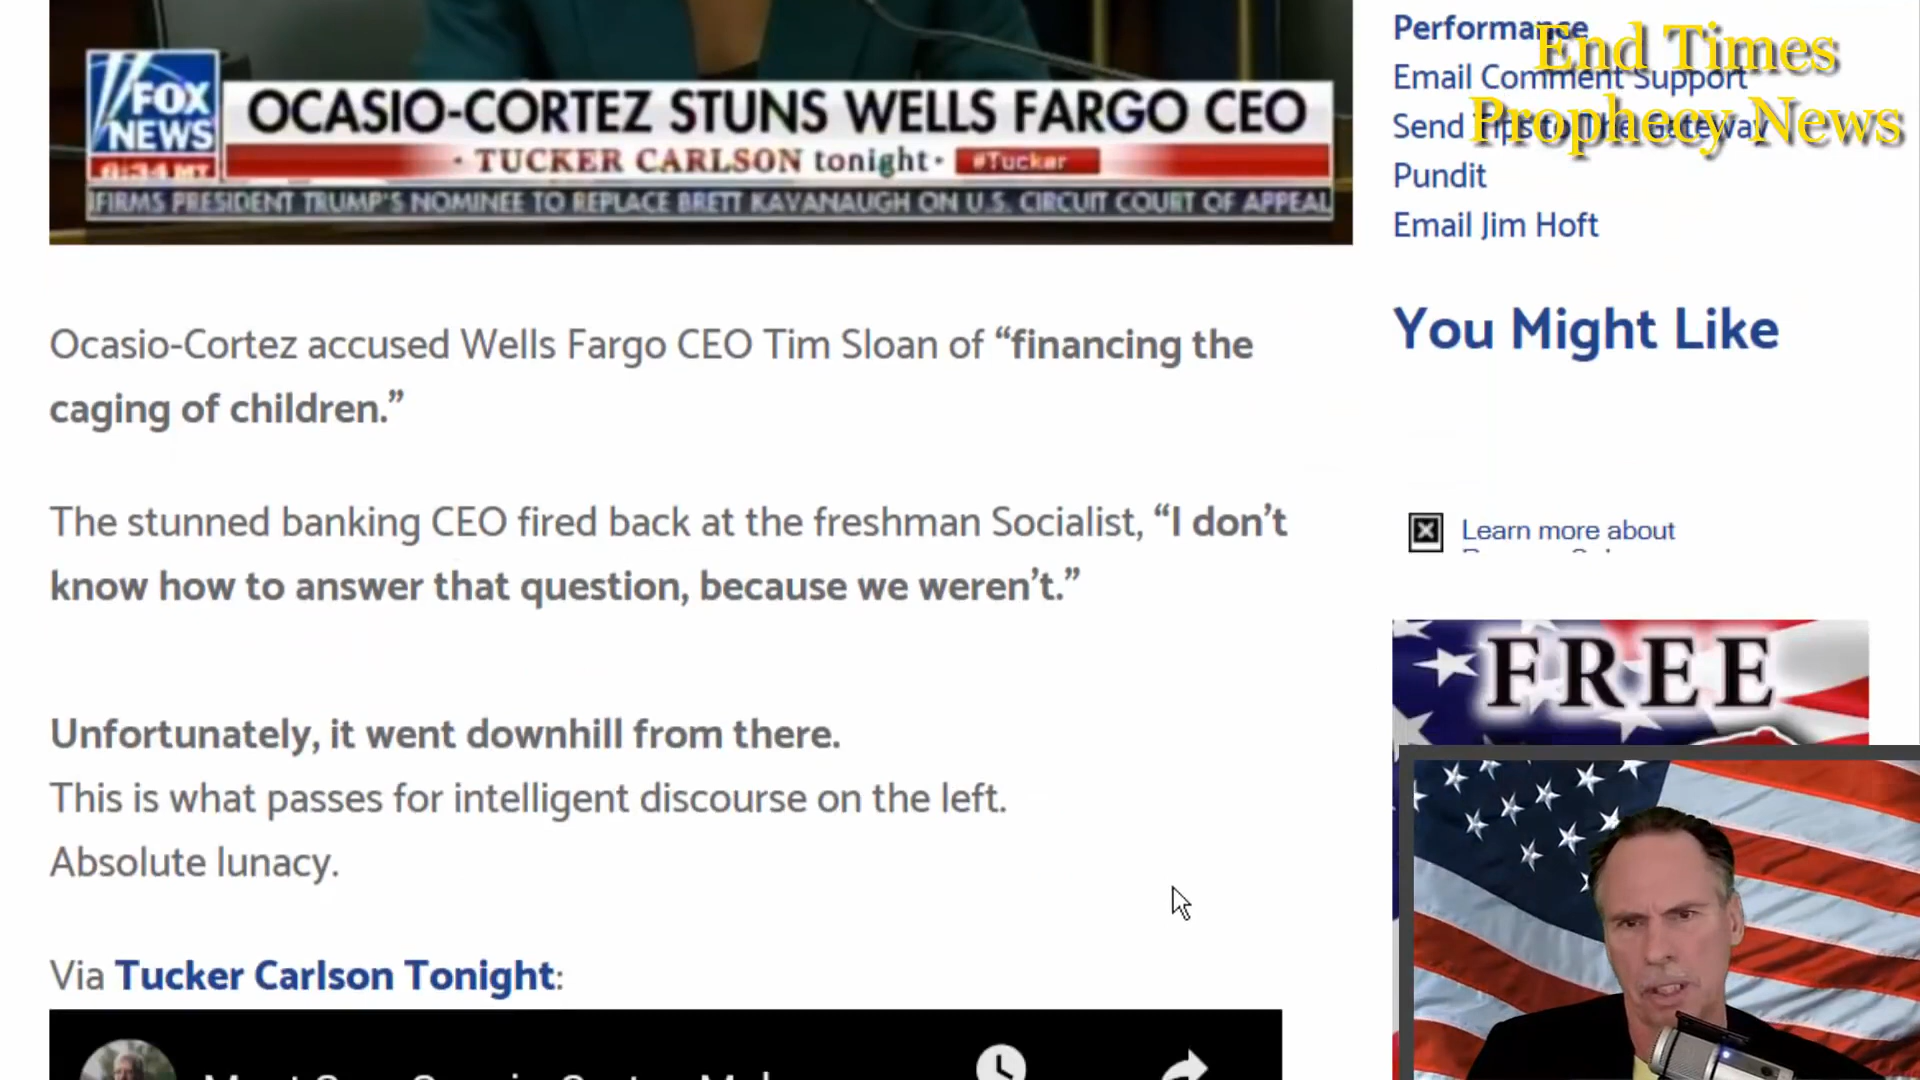 FOX
NEWS
OCASIO-CORTEZ STUNS WELLS FARGO CEO
· TUCKER CARLSON tonight · #Tucker
FIRMS PRESIDENT TRUMP'S NOMINEE TO REPLACE BRETT KAVANAUGH ON U.S. CIRCUIT COURT OF APPEAL
Ocasio-Cortez accused Wells Fargo CEO Tim Sloan of “financing the
caging of children.”
The stunned banking CEO fired back at the freshman Socialist, “I don’t
know how to answer that question, because we weren’t.”
Unfortunately, it went downhill from there.
This is what passes for intelligent discourse on the left.
Absolute lunacy.
Via Tucker Carlson Tonight:
Performance
Email Comment Support
Send Tips to The Gateway
Pundit
Email Jim Hoft
End Times
Prophecy News
You Might Like
Learn more about
FREE